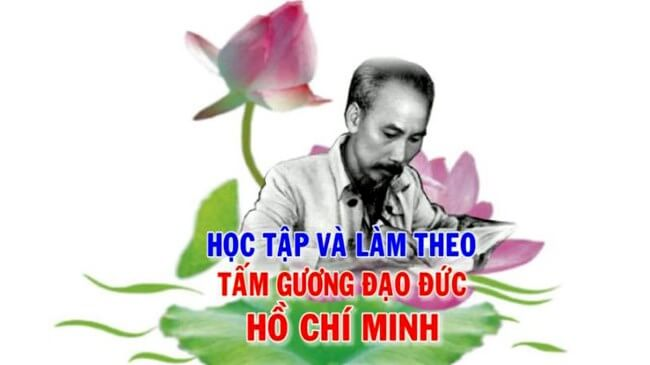 HỌC TẬP VÀ LÀM THEO
TẤM GƯƠNG ĐẠO ĐỨC
HỒ CHÍ MINH